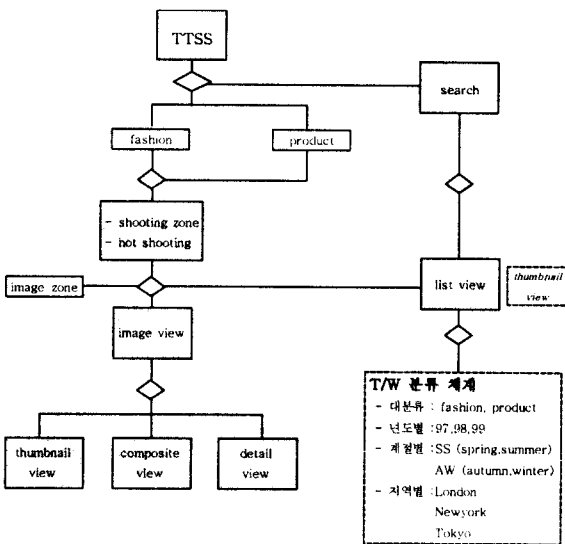 TTSS
search
fashion
product
- shooting zone
- hot shooting
image zone
list view
thumbnail
view
image view
thumbnail
view
composite
view
detail
view
T/W 분류 체계
- 대분류 : fashion, product
- 년도별 :97,98,99
- 계절별 :SS (spring,summer)
AW (autumn,winter)
- 지역별 :London
Newyork
Tokyo